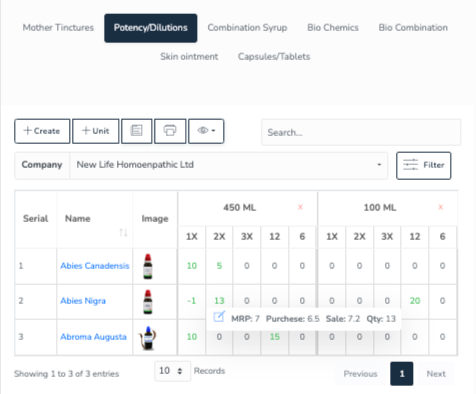 Mother Tinctures Potency/Dilutions Combination Syrup Bio Chemics Bio Combination
Skin ointment Capsules/Tablets
+ Create + Unit Search...
Company New Life Homoenpathic Ltd Filter
Serial Name Image 450 ML x 100 ML x
1X 2X 3X 12 6 1X 2X 3X 12 6
1 Abies Canadensis 10 5 0 0 0 0 0 0 0 0
2 Abies Nigra -1 13 0 0 0 0 0 0 20 0
MRP: 7 Purchese: 6.5 Sale: 7.2 Qty: 13
3 Abroma Augusta 10 0 0 15 0 0 0 0 0 0
Showing 1 to 3 of 3 entries 10 Records Previous 1 Next